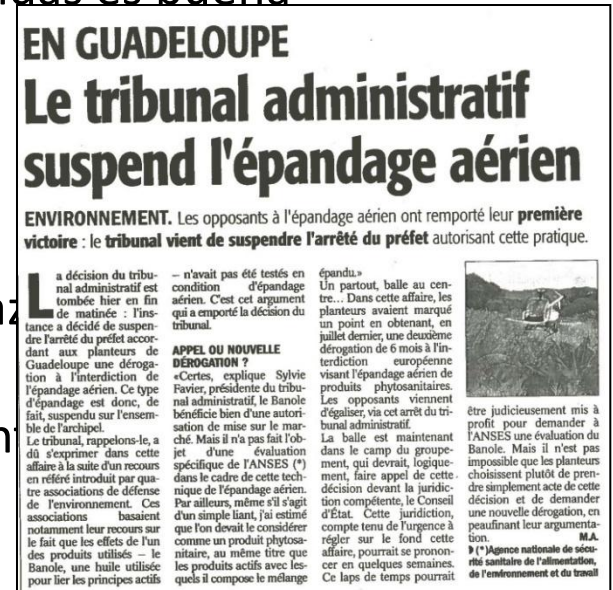 EN GUADELOUPE
Le tribunal administratif
suspend l'épandage aérien
ENVIRONNEMENT. Les opposants à l'épandage aérien ont remporté leur première
victoire : le tribunal vient de suspendre l'arrêté du préfet autorisant cette pratique.
La décision du tribu-
nal administratif est
tombée hier en fin
de matinée : l'ins-
tance a décidé de suspen-
dre l'arrêté du préfet accor-
dant aux planteurs de
Guadeloupe une déroga-
tion à l'interdiction de
l'épandage aérien. Ce type
d'épandage est donc, de
fait, suspendu sur l'ensem-
ble de l'archipel.
Le tribunal, rappelons-le, a
dû s'exprimer dans cette
affaire à la suite d'un recours
en référé introduit par qua-
tre associations de défense
de l'environnement. Ces
associations basaient
notamment leur recours sur
le fait que les effets de l'un
des produits utilisés – le
Banole, une huile utilisée
pour lier les principes actifs
– n'avait pas été testés en
condition d'épandage
aérien. C'est cet argument
qui a emporté la décision du
tribunal.
APPEL OU NOUVELLE
DÉROGATION ?
«Certes, explique Sylvie
Favier, présidente du tribu-
nal administratif, le Banole
bénéficie bien d'une autori-
sation de mise sur le mar-
ché. Mais il n'a pas fait l'ob-
jet d'une évaluation
spécifique de l'ANSES (*)
dans le cadre de cette tech-
nique de l'épandage aérien.
Par ailleurs, même s'il s'agit
d'un simple liant, j'ai estimé
que l'on devait le considérer
comme un produit phytosa-
nitaire, au même titre que
les produits actifs avec les-
quels il compose le mélange
épandu.»
Un partout, balle au cen-
tre... Dans cette affaire, les
planteurs avaient marqué
un point en obtenant, en
juillet dernier, une deuxième
dérogation de 6 mois à l'in-
terdiction européenne
visant l'épandage aérien de
produits phytosanitaires.
Les opposants viennent
d'égaliser, via cet arrêt du tri-
bunal administratif.
La balle est maintenant
dans le camp du groupe-
ment, qui devrait, logique-
ment, faire appel de cette
décision devant la juridic-
tion compétente, le Conseil
d'État. Cette juridiction,
compte tenu de l'urgence à
régler sur le fond cette
affaire, pourrait se pronon-
cer en quelques semaines.
Ce laps de temps pourrait
être judicieusement mis à
profit pour demander à
l'ANSES une évaluation du
Banole. Mais il n'est pas
impossible que les planteurs
choisissent plutôt de pren-
dre simplement acte de cette
décision et de demander
une nouvelle dérogation, en
peaufinant leur argumenta-
tion. M.A.
(*)Agence nationale de sécu-
rité sanitaire de l'alimentation,
de l'environnement et du travail